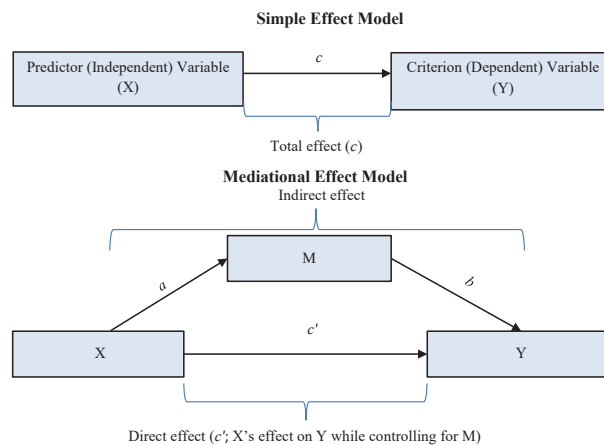 Simple Effect Model
Predictor (Independent) Variable
(X)
c
Criterion (Dependent) Variable
(Y)
Total effect (c)
Mediational Effect Model
Indirect effect
M
a
b
X
c'
Y
Direct effect (c'; X's effect on Y while controlling for M)